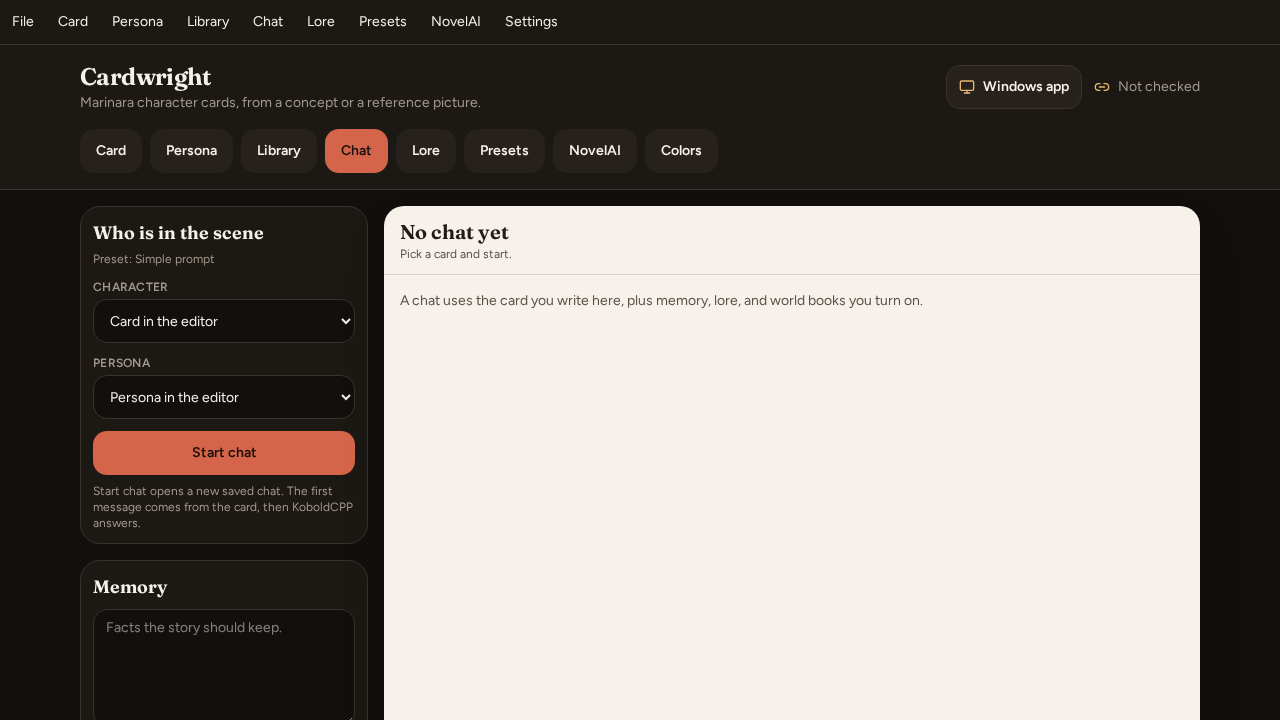 File Card Persona Library Chat Lore Presets NovelAI Settings
Cardwright
Marinara character cards, from a concept or a reference picture.
Windows app
Not checked
Card Persona Library Chat Lore Presets NovelAI Colors
Who is in the scene
Preset: Simple prompt
CHARACTER
Card in the editor
PERSONA
Persona in the editor
Start chat
Start chat opens a new saved chat. The first
message comes from the card, then KoboldCPP
answers.
Memory
Facts the story should keep.
No chat yet
Pick a card and start.
A chat uses the card you write here, plus memory, lore, and world books you turn on.